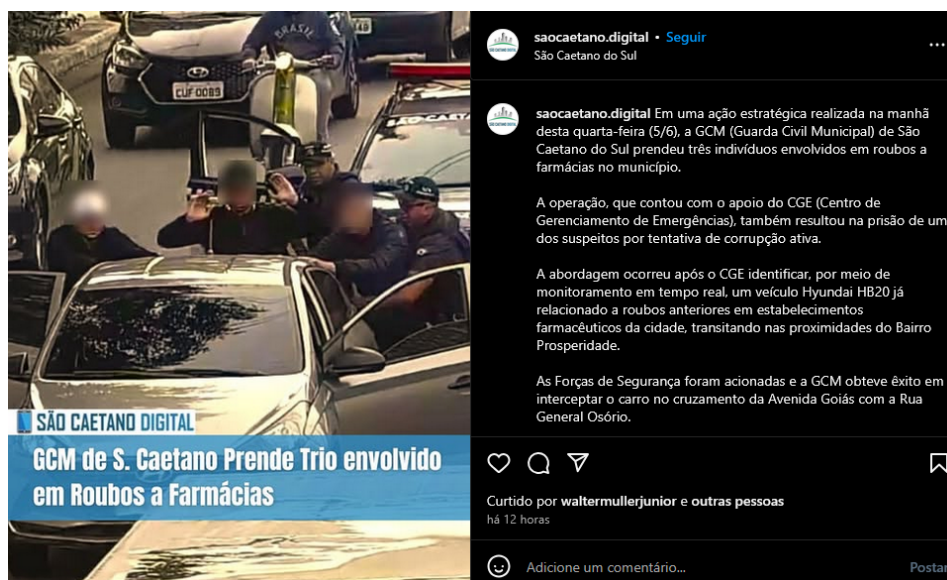 BRASIL
CUF 0089
SÃO CAETANO DIGITAL
GCM de S. Caetano Prende Trio envolvido
em Roubos a Farmácias
saocaetano.digital • Seguir
São Caetano do Sul
saocaetano.digital Em uma ação estratégica realizada na manhã
desta quarta-feira (5/6), a GCM (Guarda Civil Municipal) de São
Caetano do Sul prendeu três indivíduos envolvidos em roubos a
farmácias no município.
A operação, que contou com o apoio do CGE (Centro de
Gerenciamento de Emergências), também resultou na prisão de um
dos suspeitos por tentativa de corrupção ativa.
A abordagem ocorreu após o CGE identificar, por meio de
monitoramento em tempo real, um veículo Hyundai HB20 já
relacionado a roubos anteriores em estabelecimentos
farmacêuticos da cidade, transitando nas proximidades do Bairro
Prosperidade.
As Forças de Segurança foram acionadas e a GCM obteve êxito em
interceptar o carro no cruzamento da Avenida Goiás com a Rua
General Osório.
Curtido por waltermullerjunior e outras pessoas
há 12 horas
Adicione um comentário...
Postar